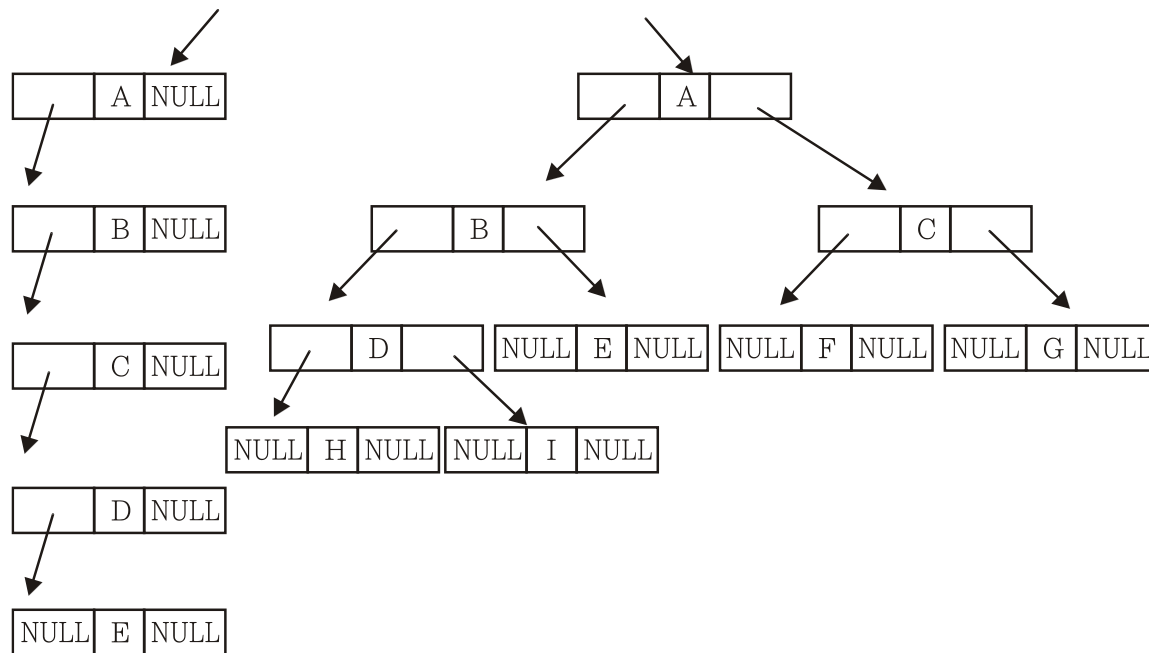 A NULL
A
B NULL
B
C
C NULL
D
NULL E NULL
NULL F NULL
NULL G NULL
NULL H NULL
NULL I NULL
D NULL
NULL E NULL